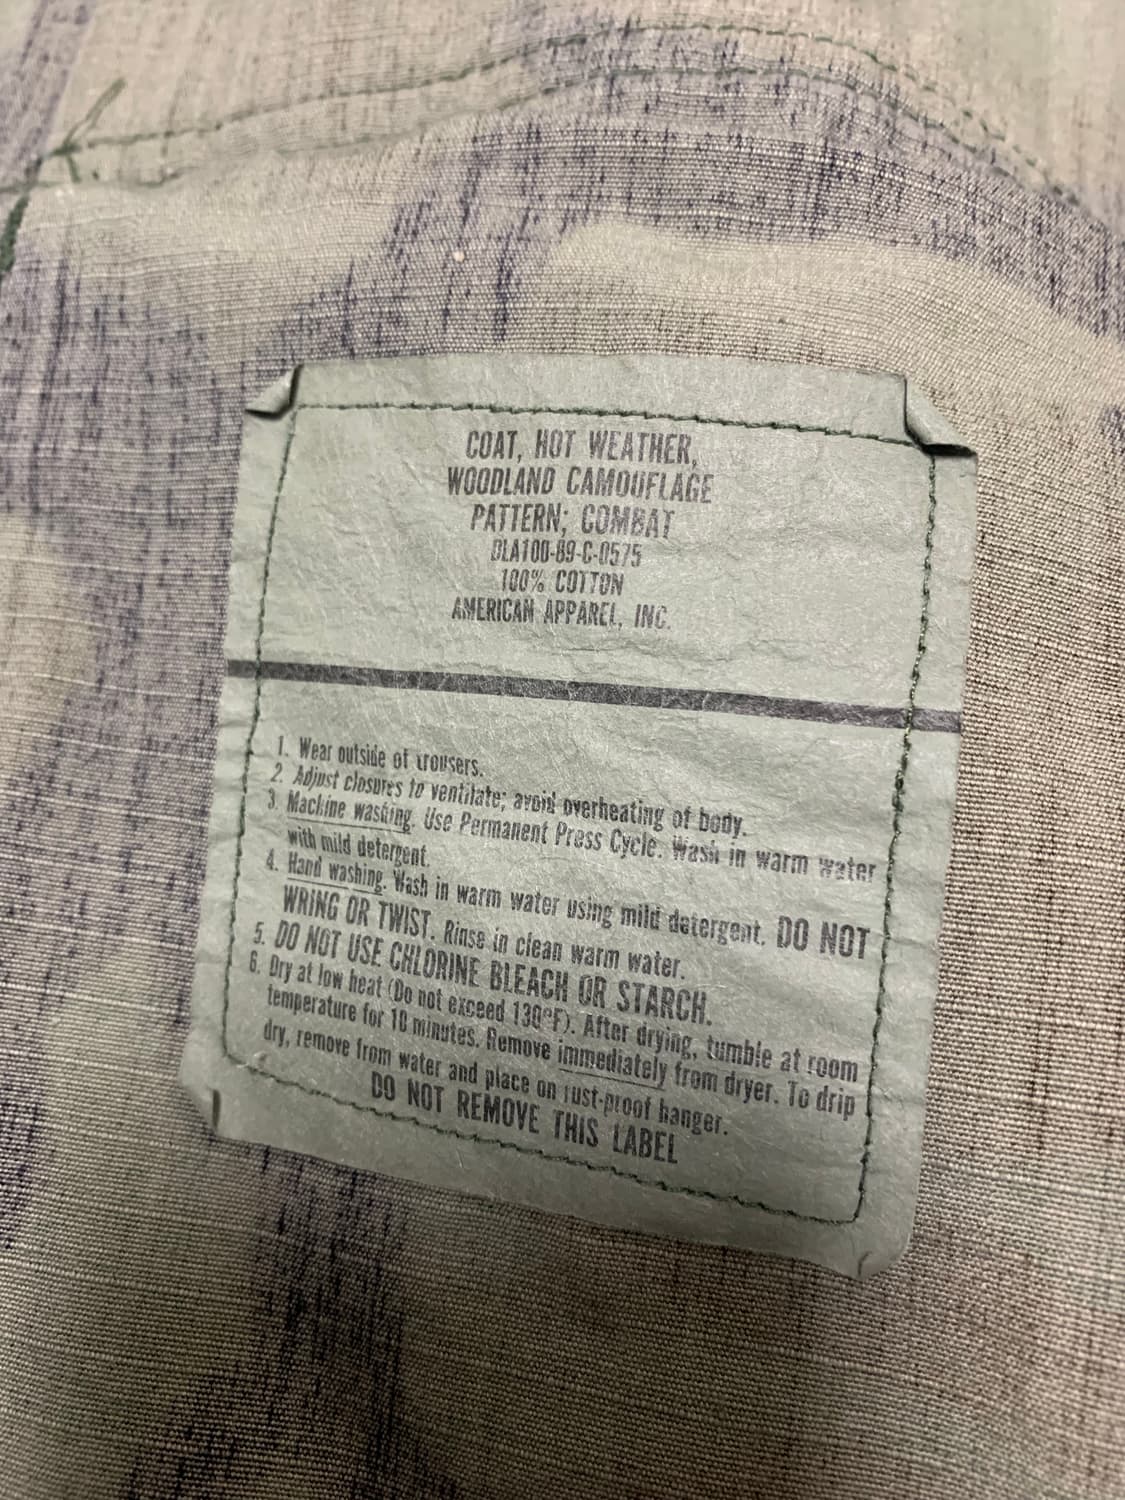 COAT, HOT WEATHER,
WOODLAND CAMOUFLAGE
PATTERN; COMBAT
DLA100-89-C-0575
100% COTTON
AMERICAN APPAREL, INC.
1. Wear outside of trousers.
2. Adjust closures to ventilate; avoid overheating of body.
3. Machine washing. Use Permanent Press Cycle. Wash in warm water
with mild detergent.
4. Hand washing. Wash in warm water using mild detergent. DO NOT
WRING OR TWIST. Rinse in clean warm water.
5. DO NOT USE CHLORINE BLEACH OR STARCH.
6. Dry at low heat (Do not exceed 130°F). After drying, tumble at room
temperature for 10 minutes. Remove immediately from dryer. To drip
dry, remove from water and place on rust-proof hanger.
DO NOT REMOVE THIS LABEL